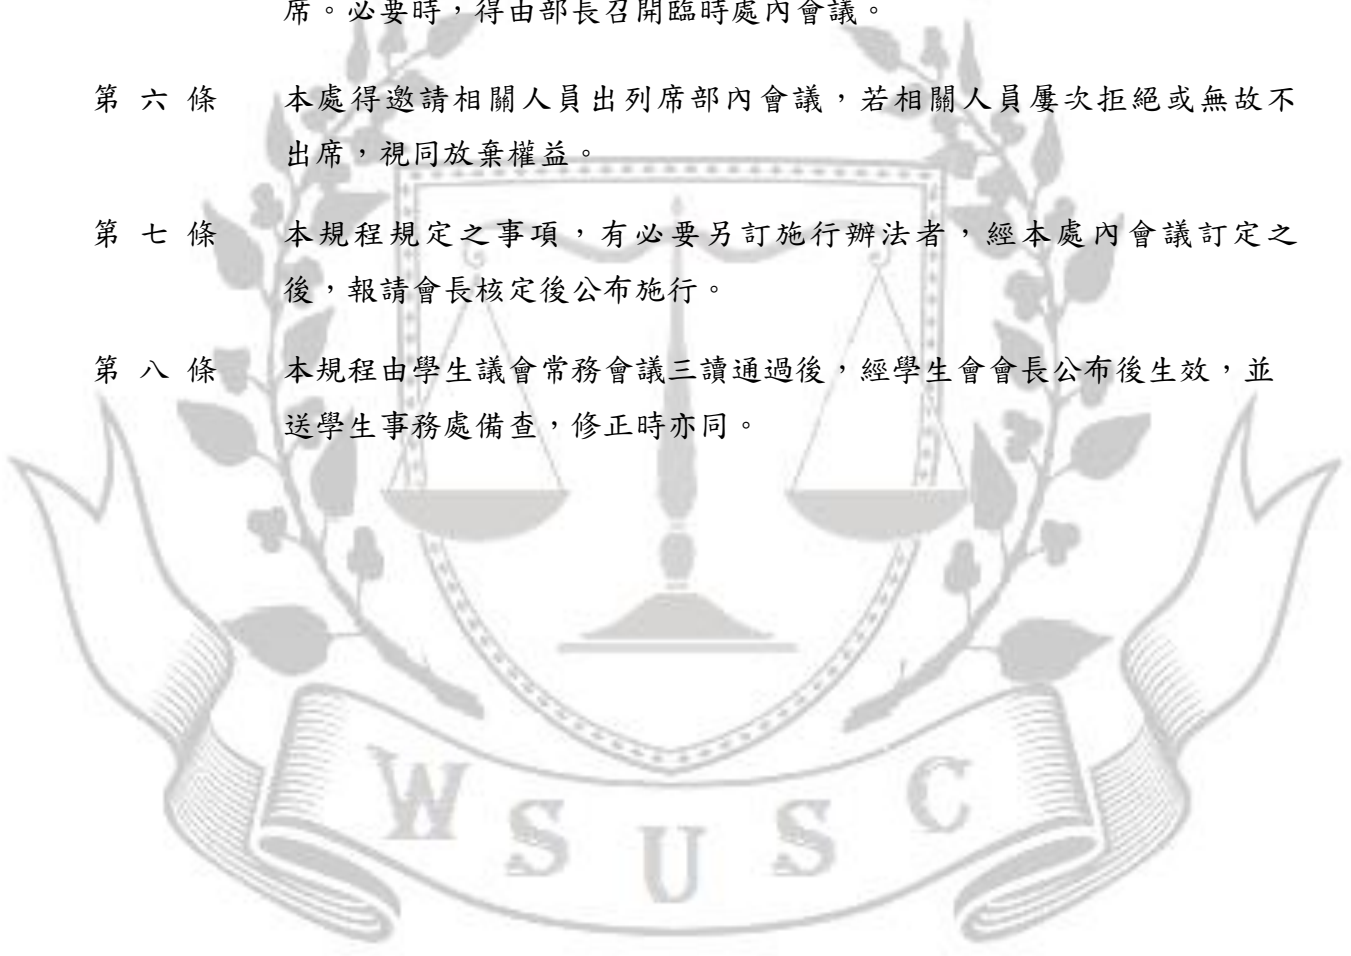 席。必要時，得由部長召開臨時處內會議。
第 六 條 本處得邀請相關人員出列席部內會議，若相關人員屢次拒絕或無故不
出席，視同放棄權益。
第 七 條 本規程規定之事項，有必要另訂施行辦法者，經本處內會議訂定之
後，報請會長核定後公布施行。
第 八 條 本規程由學生議會常務會議三讀通過後，經學生會會長公布後生效，並
送學生事務處備查，修正時亦同。
W S U S C